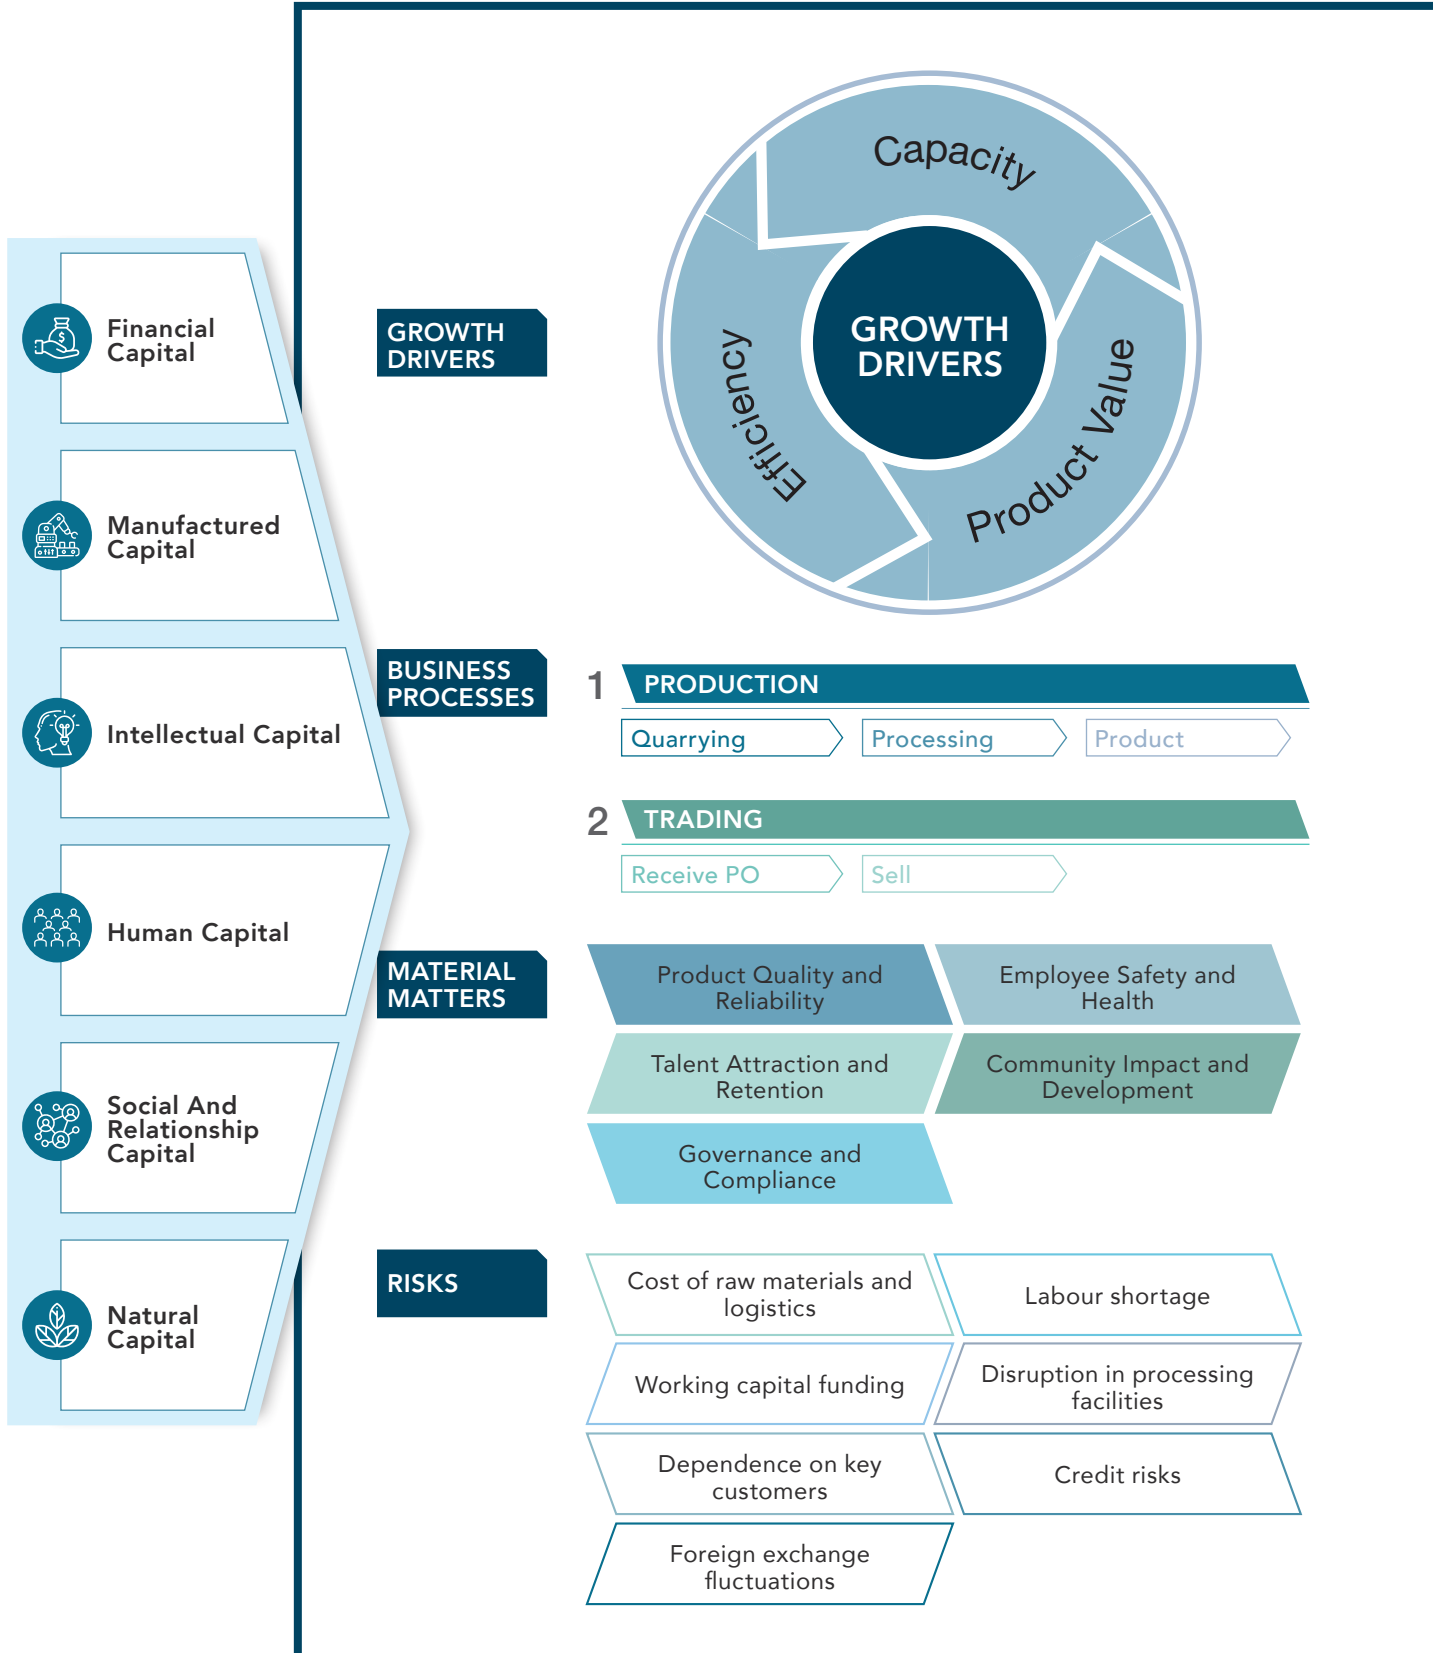 Financial
Capital
Manufactured
Capital
Intellectual Capital
Human Capital
Social And
Relationship
Capital
Natural
Capital
GROWTH
DRIVERS
Capacity
Efficiency
Product Value
GROWTH
DRIVERS
BUSINESS
PROCESSES
1 PRODUCTION
Quarrying Processing Product
2 TRADING
Receive PO Sell
MATERIAL
MATTERS
Product Quality and
Reliability
Employee Safety and
Health
Talent Attraction and
Retention
Community Impact and
Development
Governance and
Compliance
RISKS
Cost of raw materials and
logistics
Labour shortage
Working capital funding
Disruption in processing
facilities
Dependence on key
customers
Credit risks
Foreign exchange
fluctuations